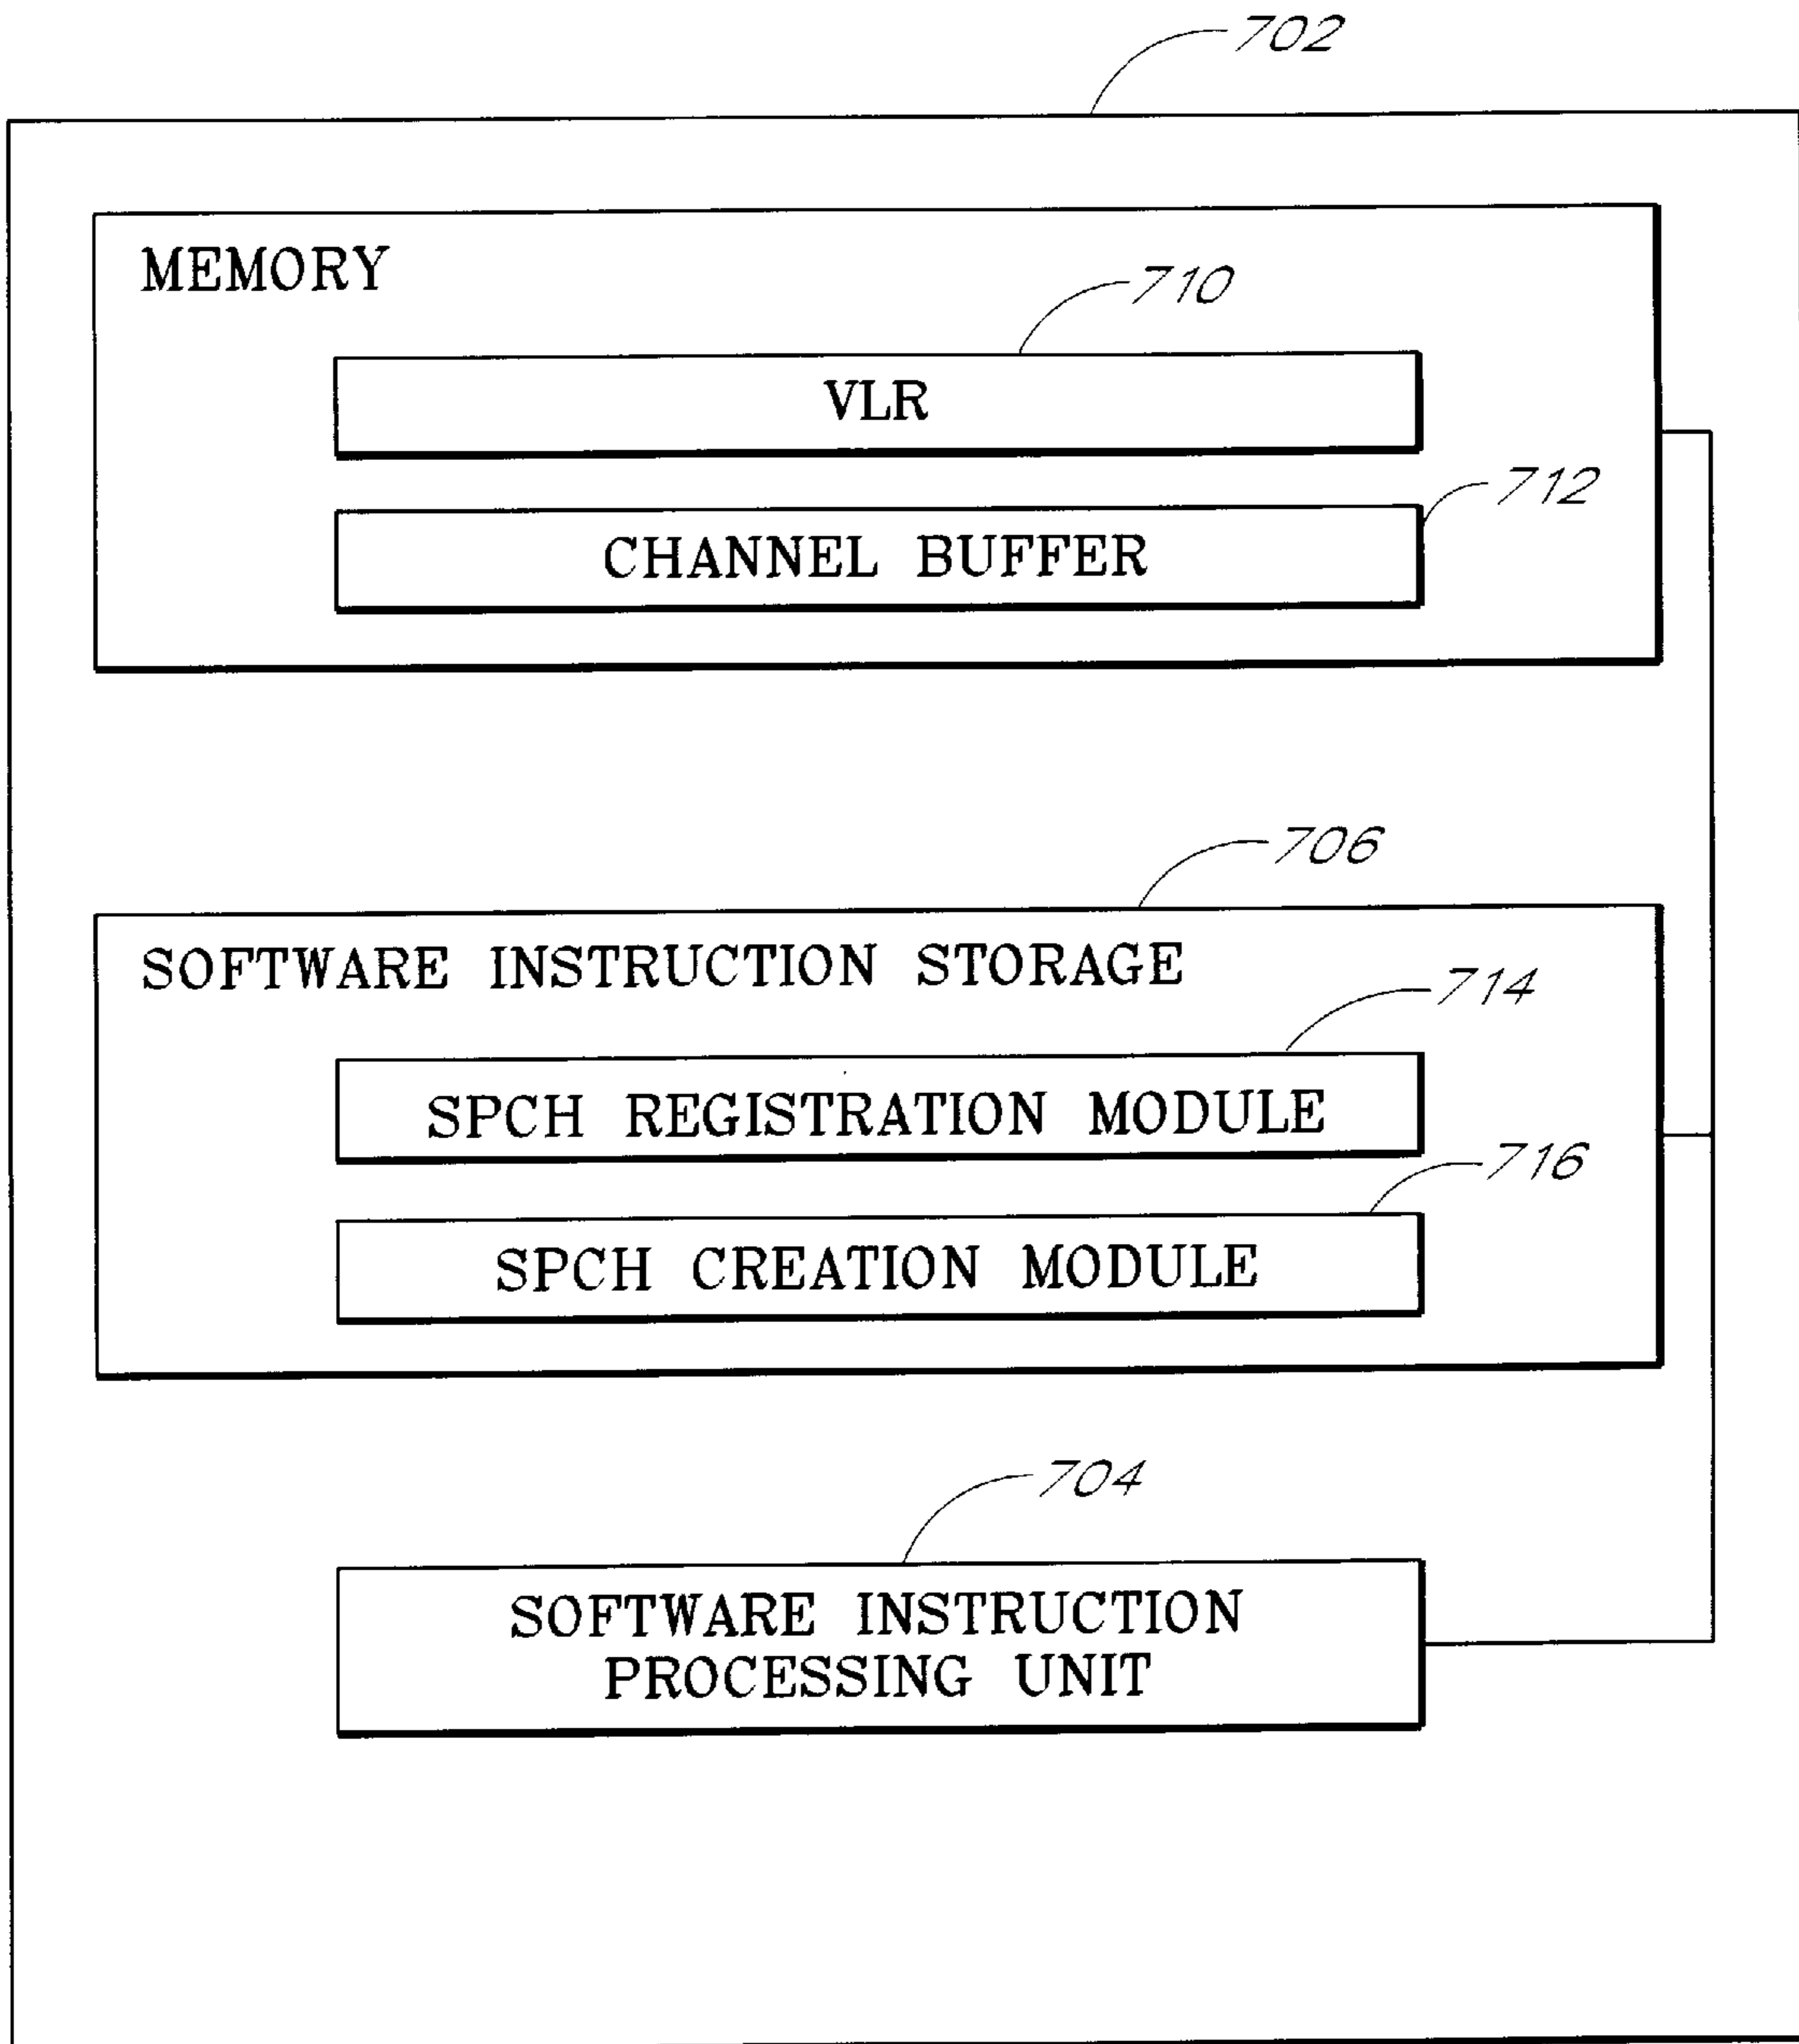 702
MEMORY
710
VLR
712
CHANNEL BUFFER
706
SOFTWARE INSTRUCTION STORAGE
714
SPCH REGISTRATION MODULE
716
SPCH CREATION MODULE
704
SOFTWARE INSTRUCTION
PROCESSING UNIT